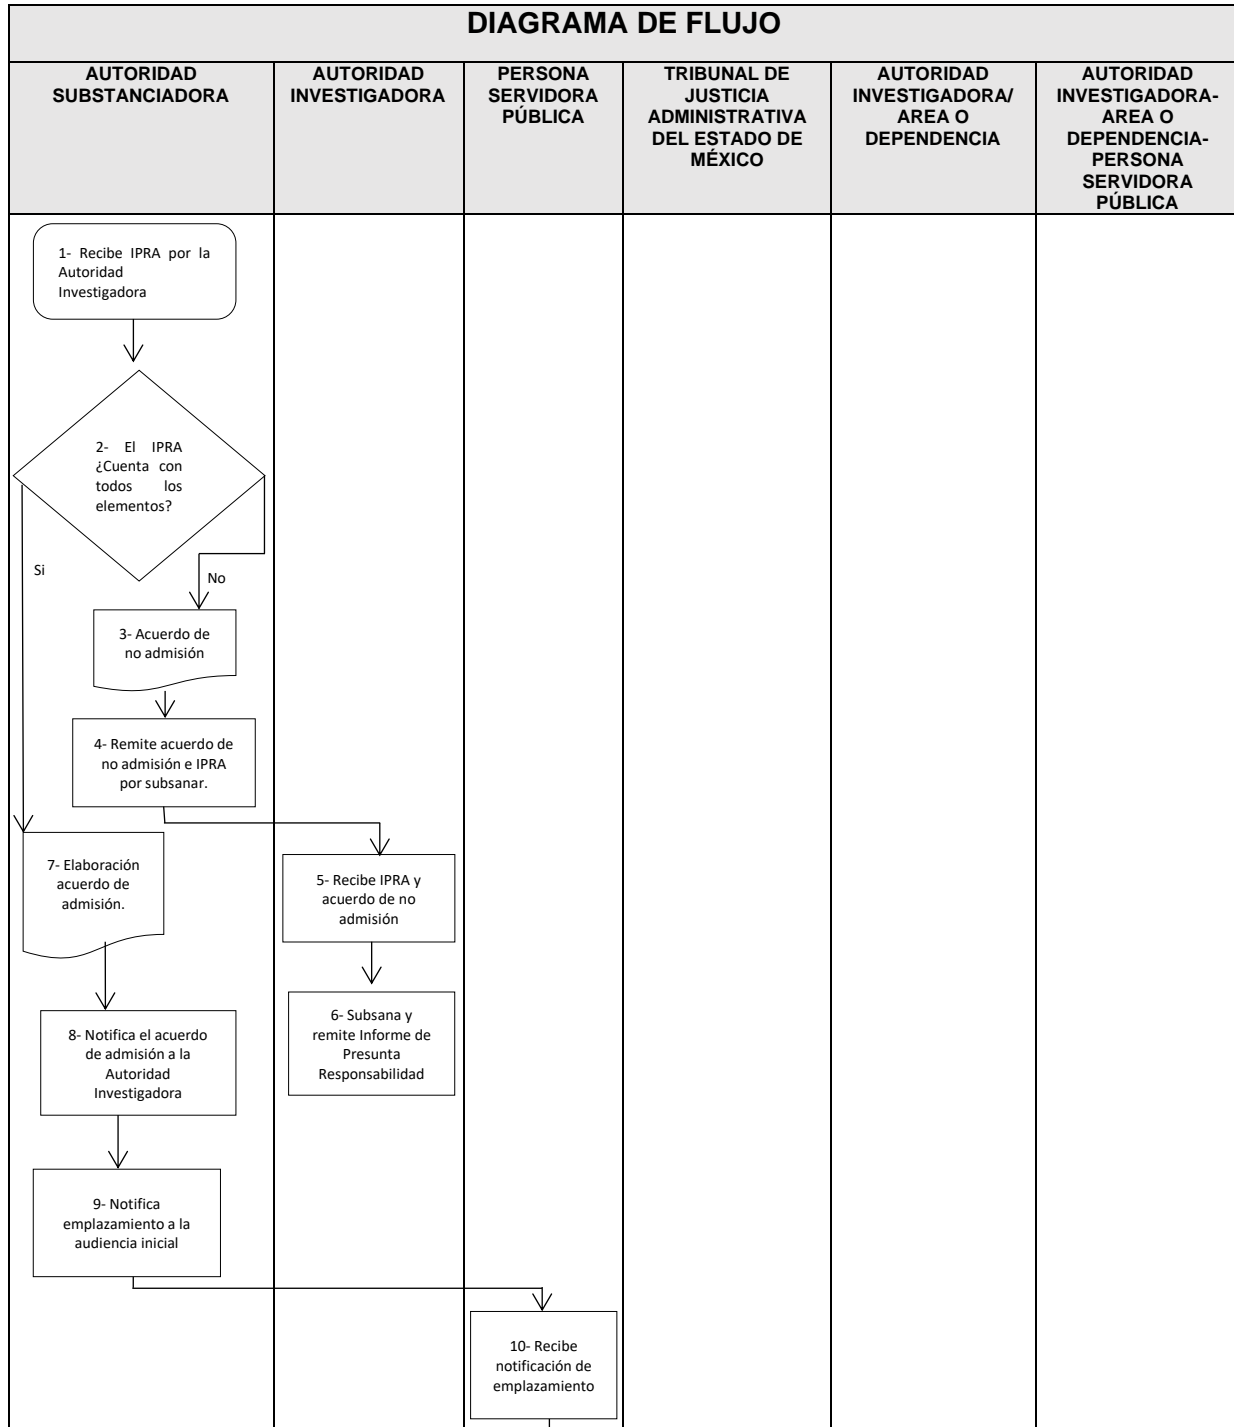 DIAGRAMA DE FLUJO
AUTORIDAD
SUBSTANCIADORA
AUTORIDAD
INVESTIGADORA
PERSONA
SERVIDORA
PÚBLICA
TRIBUNAL DE
JUSTICIA
ADMINISTRATIVA
DEL ESTADO DE
MÉXICO
AUTORIDAD
INVESTIGADORA/
AREA O
DEPENDENCIA
AUTORIDAD
INVESTIGADORA-
AREA O
DEPENDENCIA-
PERSONA
SERVIDORA
PÚBLICA
1- Recibe IPRA por la
Autoridad
Investigadora
2- El IPRA
¿Cuenta con
todos los
elementos?
Si
No
3- Acuerdo de
no admisión
4- Remite acuerdo de
no admisión e IPRA
por subsanar.
7- Elaboración
acuerdo de
admisión.
5- Recibe IPRA y
acuerdo de no
admisión
6- Subsana y
remite Informe de
Presunta
Responsabilidad
8- Notifica el acuerdo
de admisión a la
Autoridad
Investigadora
9- Notifica
emplazamiento a la
audiencia inicial
10- Recibe
notificación de
emplazamiento